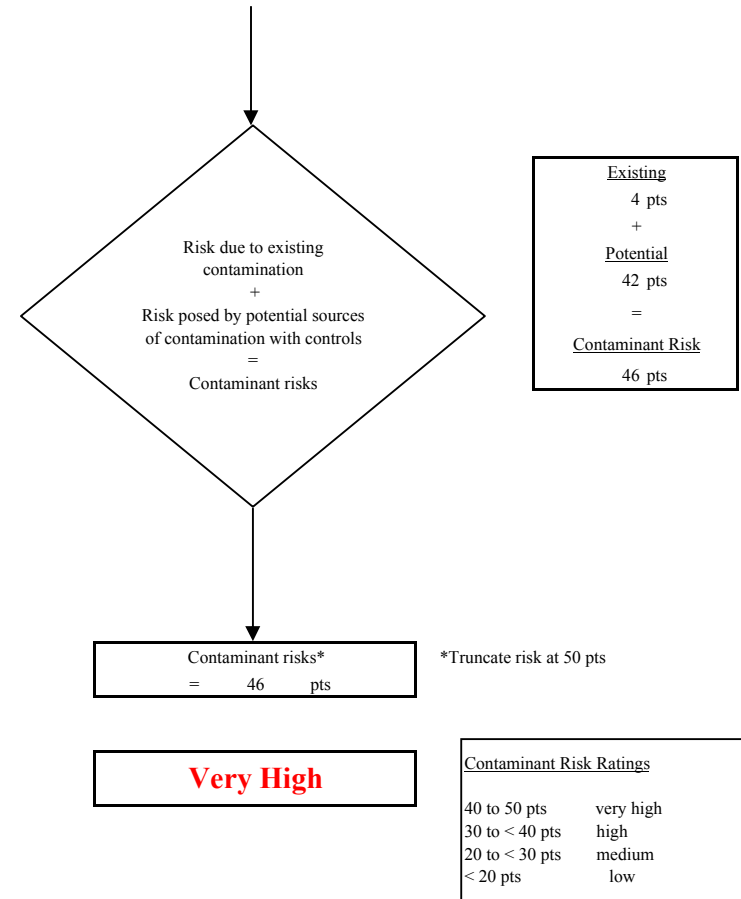 Risk due to existing
contamination
+
Risk posed by potential sources
of contamination with controls
=
Contaminant risks
Existing
4 pts
+
Potential
42 pts
=
Contaminant Risk
46 pts
Contaminant risks*
= 46 pts
*Truncate risk at 50 pts
Very High
Contaminant Risk Ratings
40 to 50 pts very high
30 to < 40 pts high
20 to < 30 pts medium
< 20 pts low